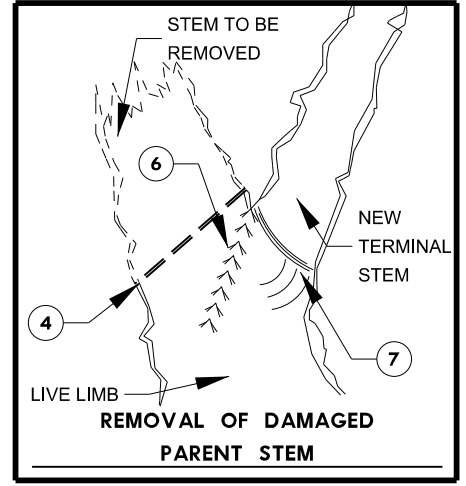 STEM TO BE
REMOVED
6
NEW
TERMINAL
STEM
4
7
LIVE LIMB
REMOVAL OF DAMAGED
PARENT STEM